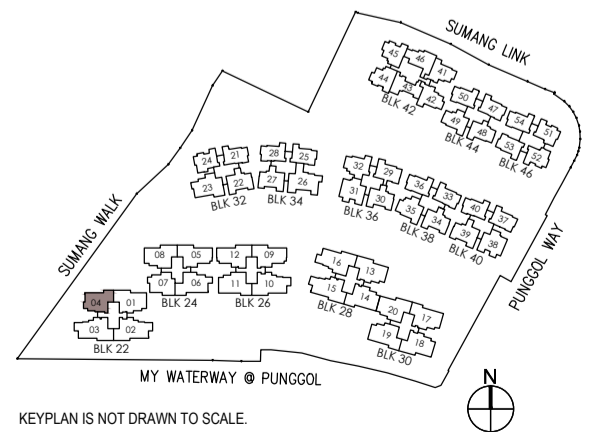 SUMANG LINK
45 46 41
44 43 42
BLK 42
50 47
49 48
BLK 44
54 51
53 52
BLK 46
24 21
23 22
BLK 32
28 25
27 26
BLK 34
32 29
31 30
BLK 36
36 33
35 34
BLK 38
40 37
39 38
BLK 40
SUMANG WALK
PUNGGOL WAY
08 05
07 06
BLK 24
12 09
11 10
BLK 26
16 13
15 14
BLK 28
20 17
19 18
BLK 30
04 01
03 02
BLK 22
MY WATERWAY @ PUNGGOL
N
KEYPLAN IS NOT DRAWN TO SCALE.